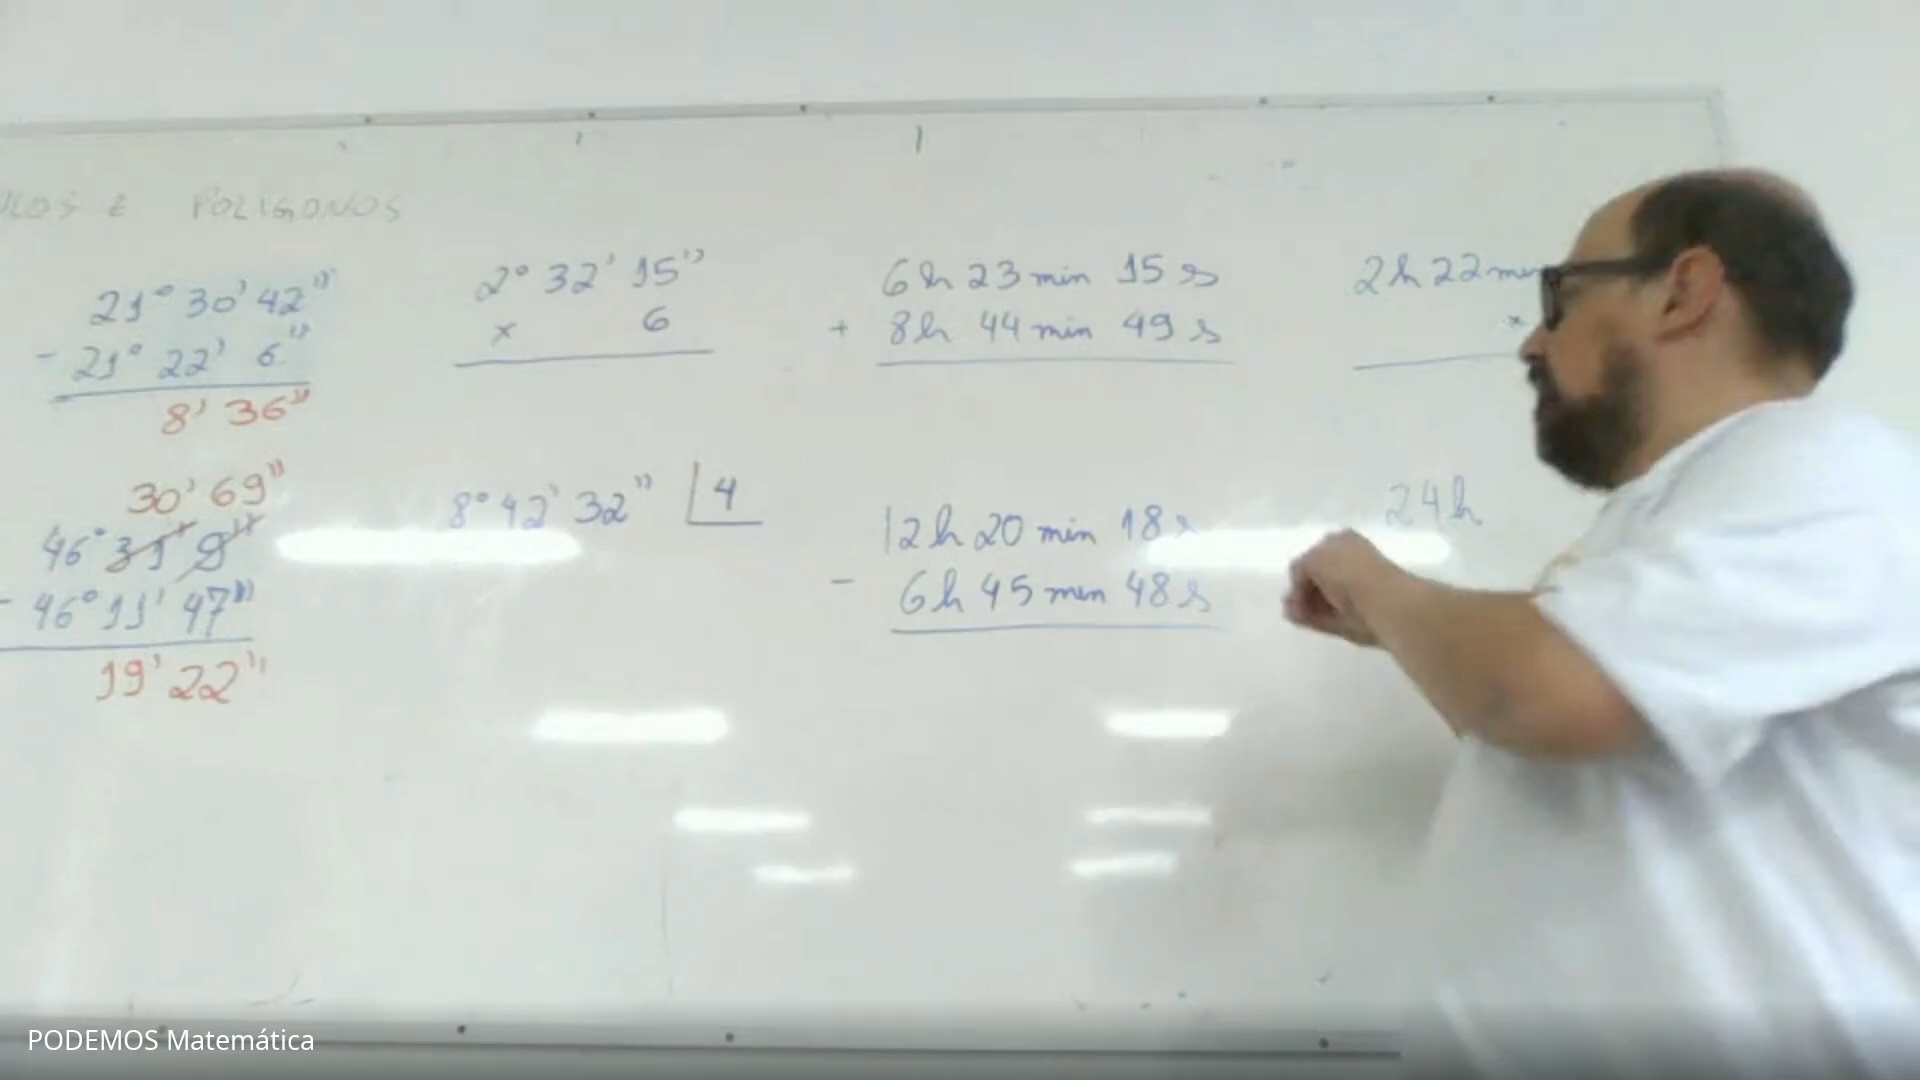 POLIGONOS
21° 30' 42"
- 21° 22' 6"
8' 36"
30' 69"
46° 31' 9"
- 46° 11' 47"
19' 22"
2° 32' 15"
x 6
8° 42' 32" 4
6h 23 min 15 s
+ 8h 44 min 49 s
12h 20 min 18 s
- 6h 45 min 48 s
2h 22 min
x
24h
PODEMOS Matemática